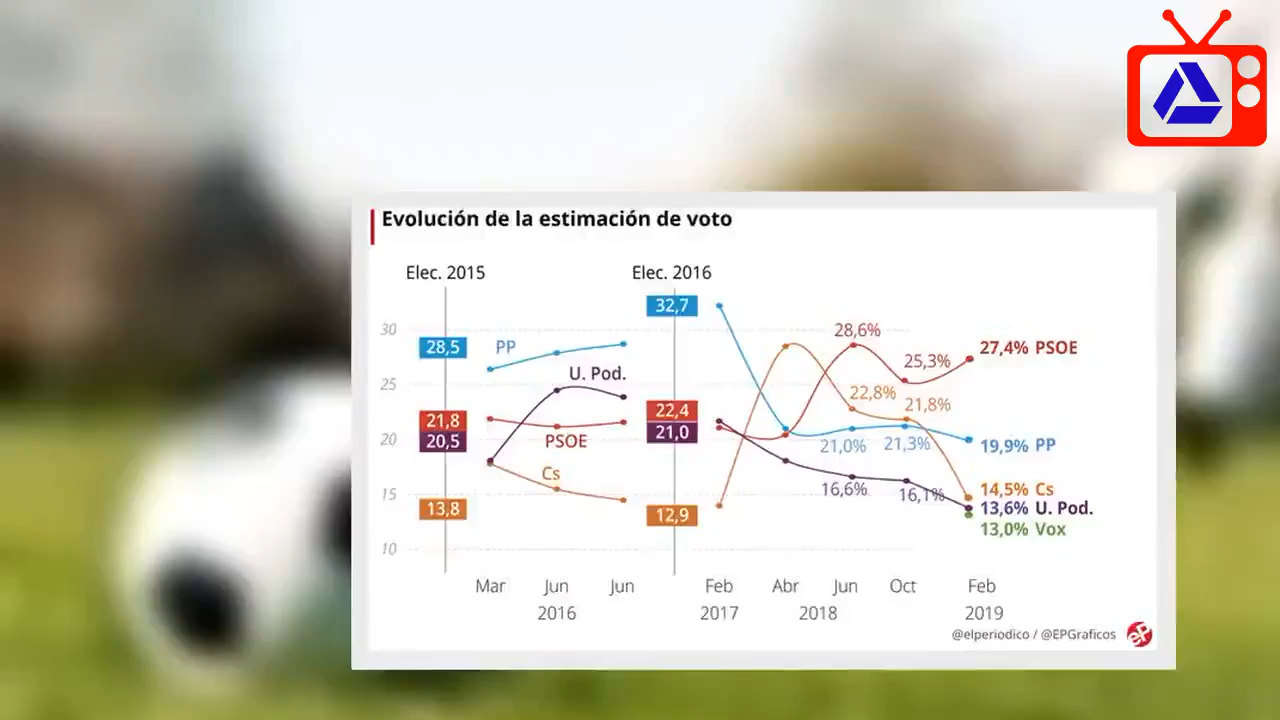 Evolución de la estimación de voto
Elec. 2015
Elec. 2016
32,7
30
28,5
PP
28,6%
27,4% PSOE
25,3%
U. Pod.
25
22,8%
21,8%
21,8
22,4
20,5
21,0
20
PSOE
21,0%
21,3%
19,9% PP
Cs
15
16,6%
16,1%
14,5% Cs
13,8
12,9
13,6% U. Pod.
13,0% Vox
10
Mar
Jun
Jun
Feb
Abr
Jun
Oct
Feb
2016
2017
2018
2019
@elperiodico / @EPGraficos
eP